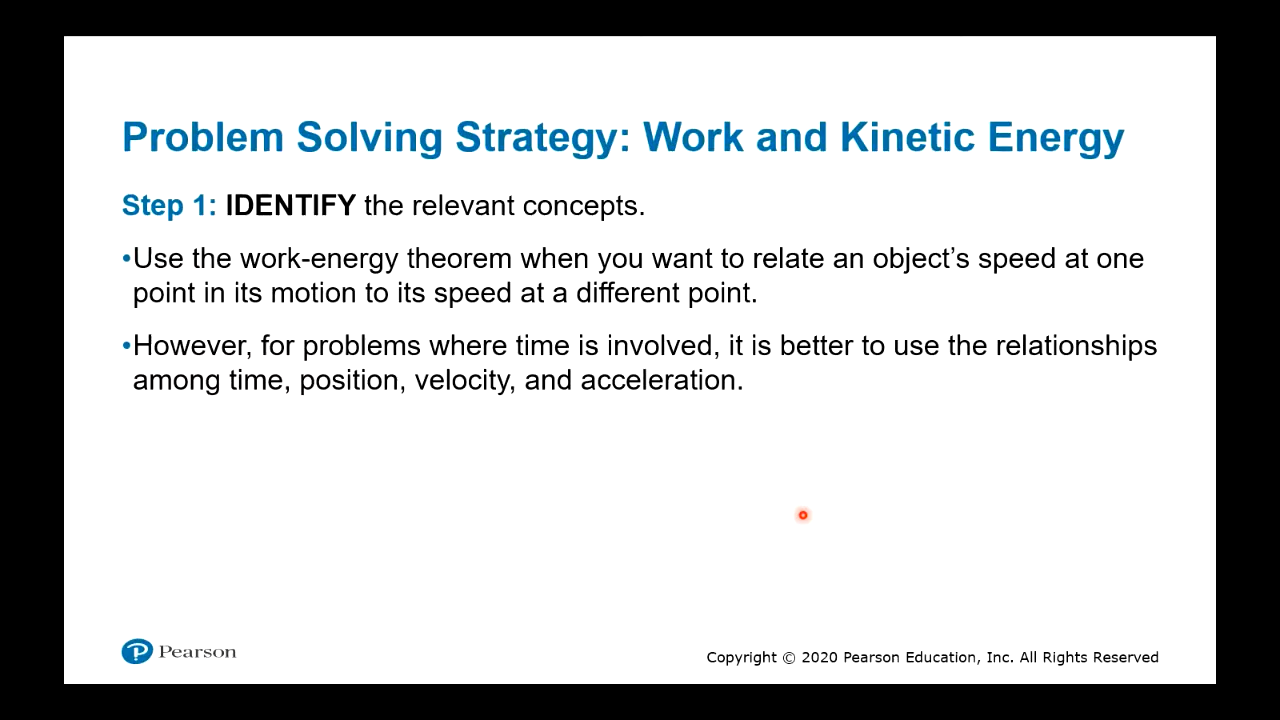 Problem Solving Strategy: Work and Kinetic Energy
Step 1: IDENTIFY the relevant concepts.
•Use the work-energy theorem when you want to relate an object’s speed at one
point in its motion to its speed at a different point.
•However, for problems where time is involved, it is better to use the relationships
among time, position, velocity, and acceleration.
P Pearson
Copyright © 2020 Pearson Education, Inc. All Rights Reserved